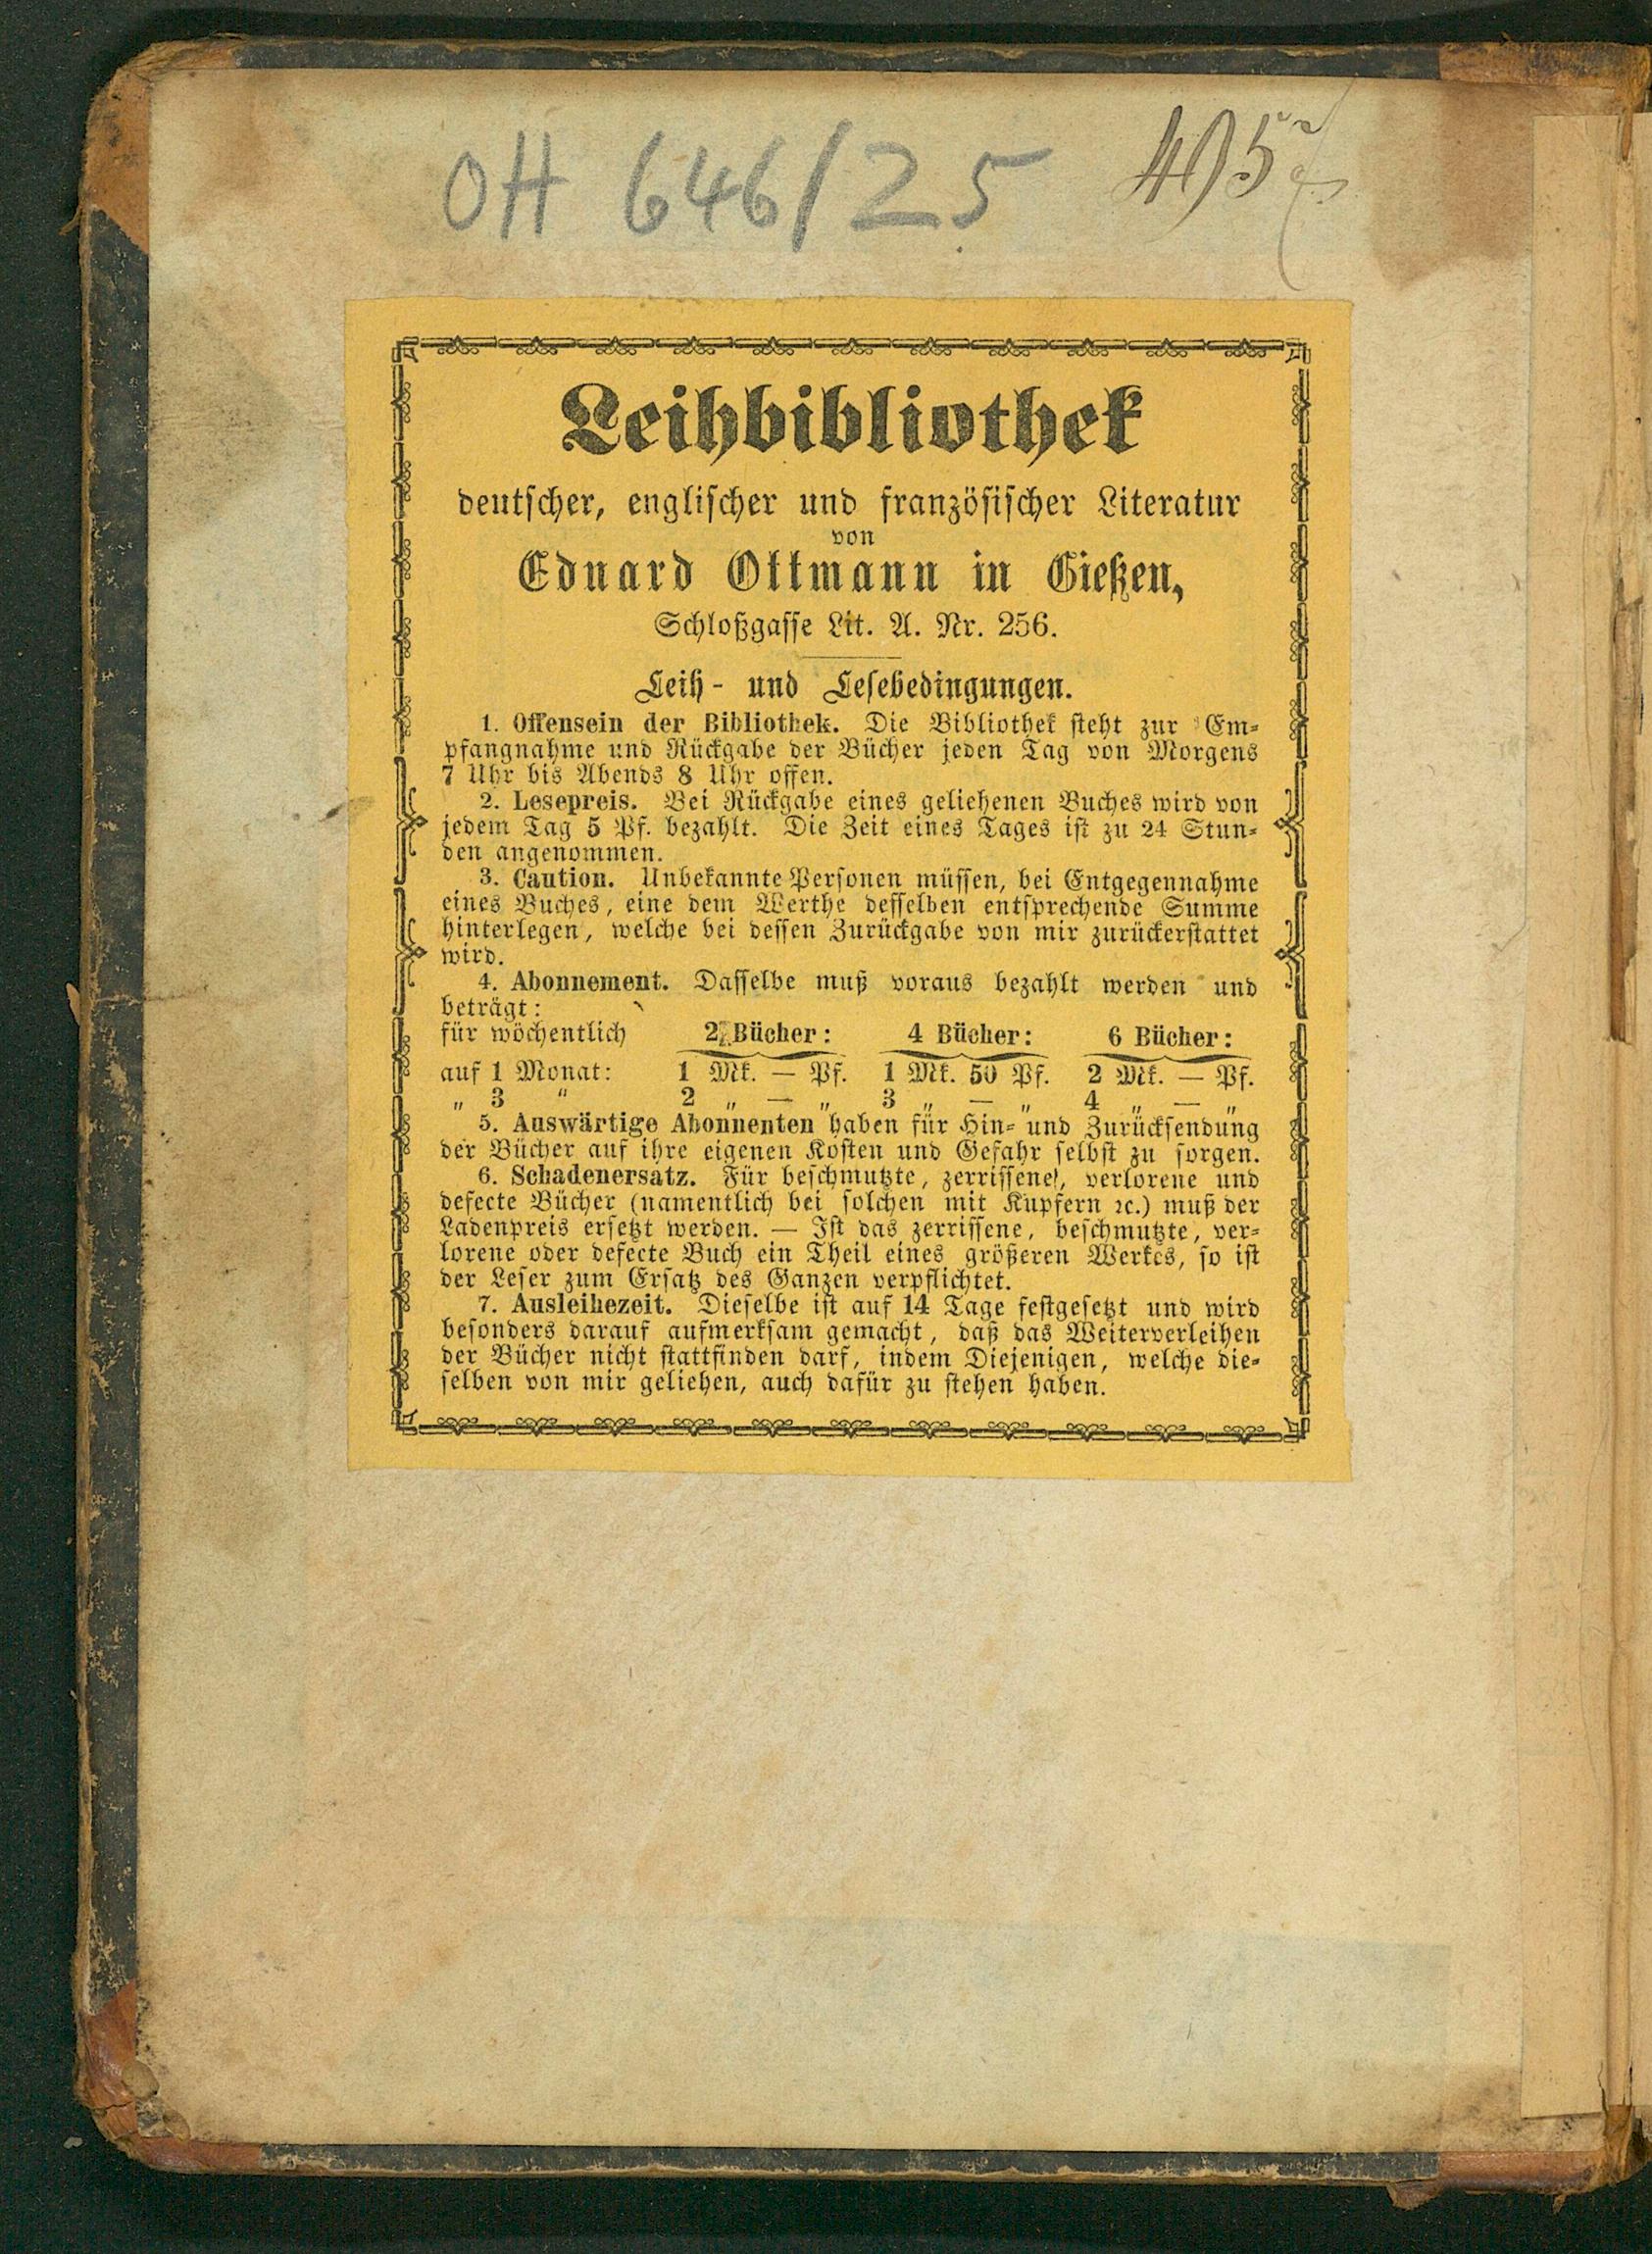 OH 646/25
495
Leihbibliothek
deutscher, englischer und französischer Literatur
von
Eduard Ottmann in Gießen,
Schloßgasse Lit. A. Nr. 256.
Leih- und Lesebedingungen.
1. Offensein der Bibliothek. Die Bibliothek steht zur Em-
pfangnahme und Rückgabe der Bücher jeden Tag von Morgens
7 Uhr bis Abends 8 Uhr offen.
2. Lesepreis. Bei Rückgabe eines geliehenen Buches wird von
jedem Tag 5 Pf. bezahlt. Die Zeit eines Tages ist zu 24 Stun-
den angenommen.
3. Caution. Unbekannte Personen müssen, bei Entgegennahme
eines Buches, eine dem Werthe desselben entsprechende Summe
hinterlegen, welche bei dessen Zurückgabe von mir zurückerstattet
wird.
4. Abonnement. Dasselbe muß voraus bezahlt werden und
beträgt:
für wöchentlich 2 Bücher: 4 Bücher: 6 Bücher:
auf 1 Monat: 1 Mk. — Pf. 1 Mk. 50 Pf. 2 Mk. — Pf.
„ 3 „ 2 „ — „ 3 „ — „ 4 „ — „
5. Auswärtige Abonnenten haben für Hin- und Zurücksendung
der Bücher auf ihre eigenen Kosten und Gefahr selbst zu sorgen.
6. Schadenersatz. Für beschmutzte, zerrissene, verlorene und
defecte Bücher (namentlich bei solchen mit Kupfern ꝛc.) muß der
Ladenpreis ersetzt werden. — Ist das zerrissene, beschmutzte, ver-
lorene oder defecte Buch ein Theil eines größeren Werkes, so ist
der Leser zum Ersatz des Ganzen verpflichtet.
7. Ausleihezeit. Dieselbe ist auf 14 Tage festgesetzt und wird
besonders darauf aufmerksam gemacht, daß das Weiterverleihen
der Bücher nicht stattfinden darf, indem Diejenigen, welche die-
selben von mir geliehen, auch dafür zu stehen haben.